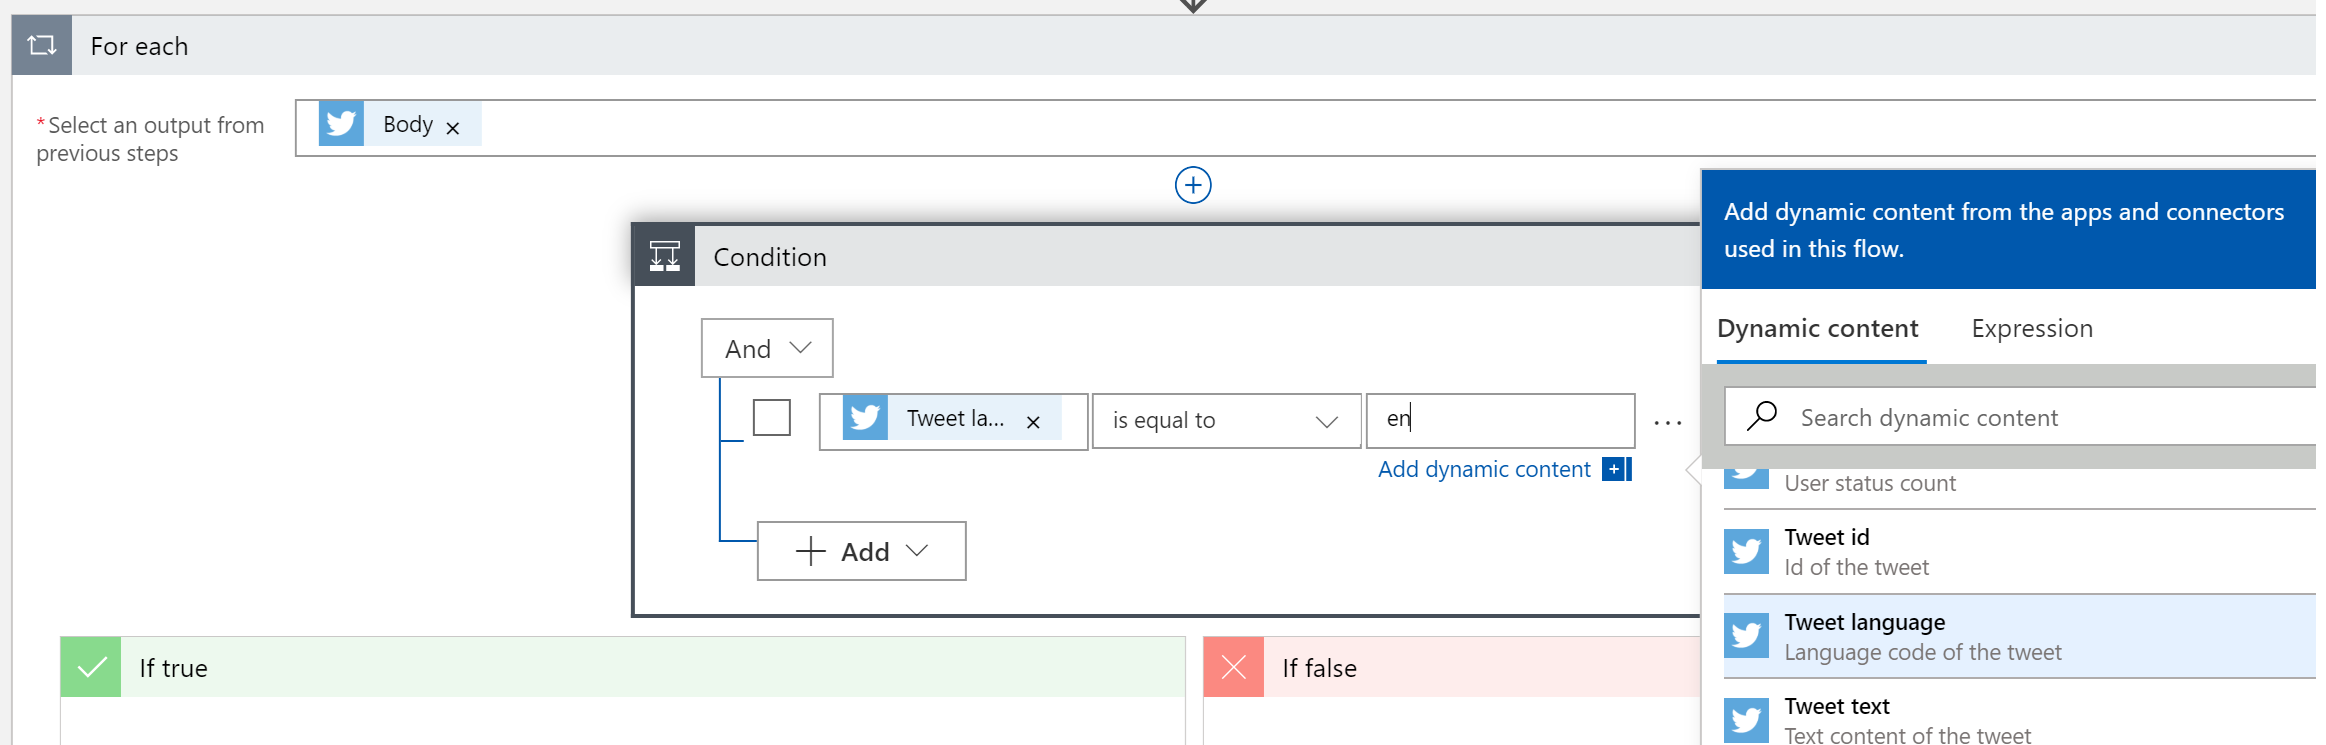 For each
*Select an output from
previous steps
Body ×
Condition
And
Tweet la... ×
is equal to
en
...
Add dynamic content
Add
If true
If false
Add dynamic content from the apps and connectors
used in this flow.
Dynamic content
Expression
Search dynamic content
User status count
Tweet id
Id of the tweet
Tweet language
Language code of the tweet
Tweet text
Text content of the tweet